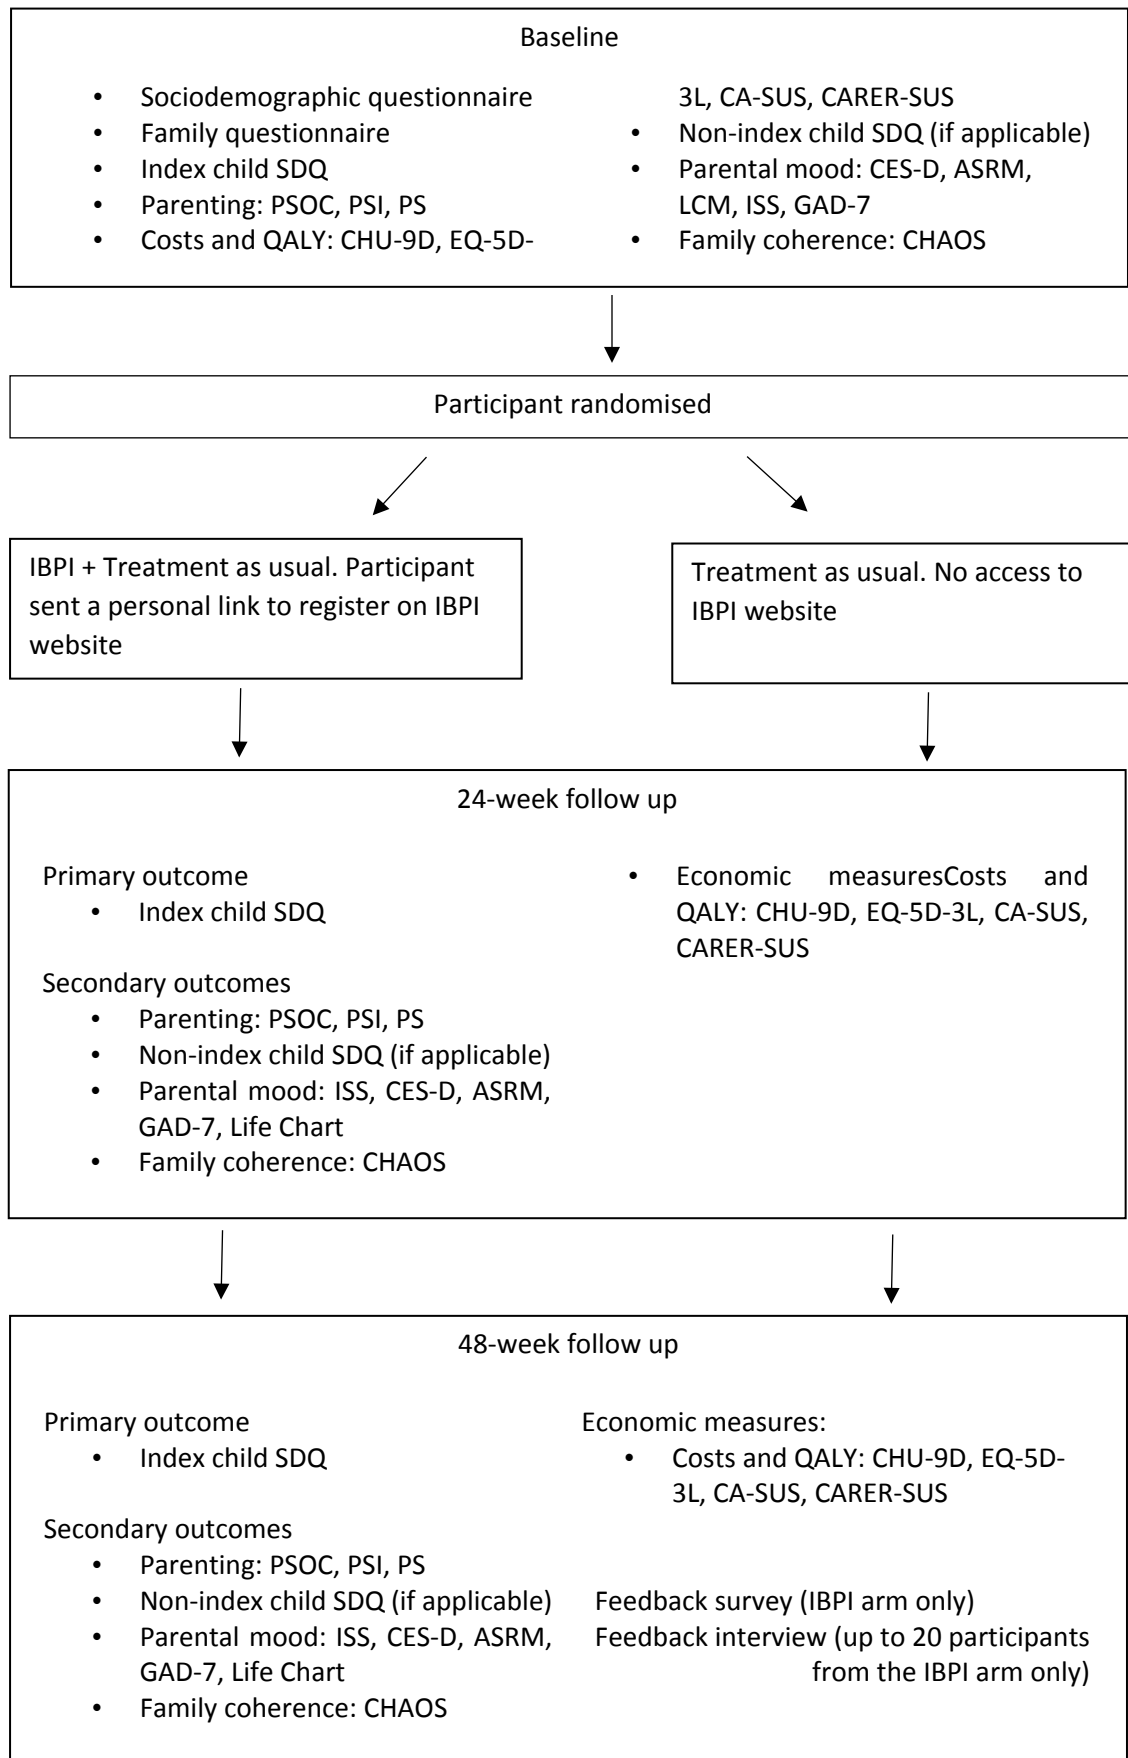 Baseline
• Sociodemographic questionnaire
• Family questionnaire
• Index child SDQ
• Parenting: PSOC, PSI, PS
• Costs and QALY: CHU-9D, EQ-5D-
3L, CA-SUS, CARER-SUS
• Non-index child SDQ (if applicable)
• Parental mood: CES-D, ASRM,
LCM, ISS, GAD-7
• Family coherence: CHAOS
Participant randomised
IBPI + Treatment as usual. Participant
sent a personal link to register on IBPI
website
Treatment as usual. No access to
IBPI website
24-week follow up
Primary outcome
• Index child SDQ
Secondary outcomes
• Parenting: PSOC, PSI, PS
• Non-index child SDQ (if applicable)
• Parental mood: ISS, CES-D, ASRM,
GAD-7, Life Chart
• Family coherence: CHAOS
• Economic measuresCosts and
QALY: CHU-9D, EQ-5D-3L, CA-SUS,
CARER-SUS
48-week follow up
Primary outcome
• Index child SDQ
Secondary outcomes
• Parenting: PSOC, PSI, PS
• Non-index child SDQ (if applicable)
• Parental mood: ISS, CES-D, ASRM,
GAD-7, Life Chart
• Family coherence: CHAOS
Economic measures:
• Costs and QALY: CHU-9D, EQ-5D-
3L, CA-SUS, CARER-SUS
Feedback survey (IBPI arm only)
Feedback interview (up to 20 participants
from the IBPI arm only)